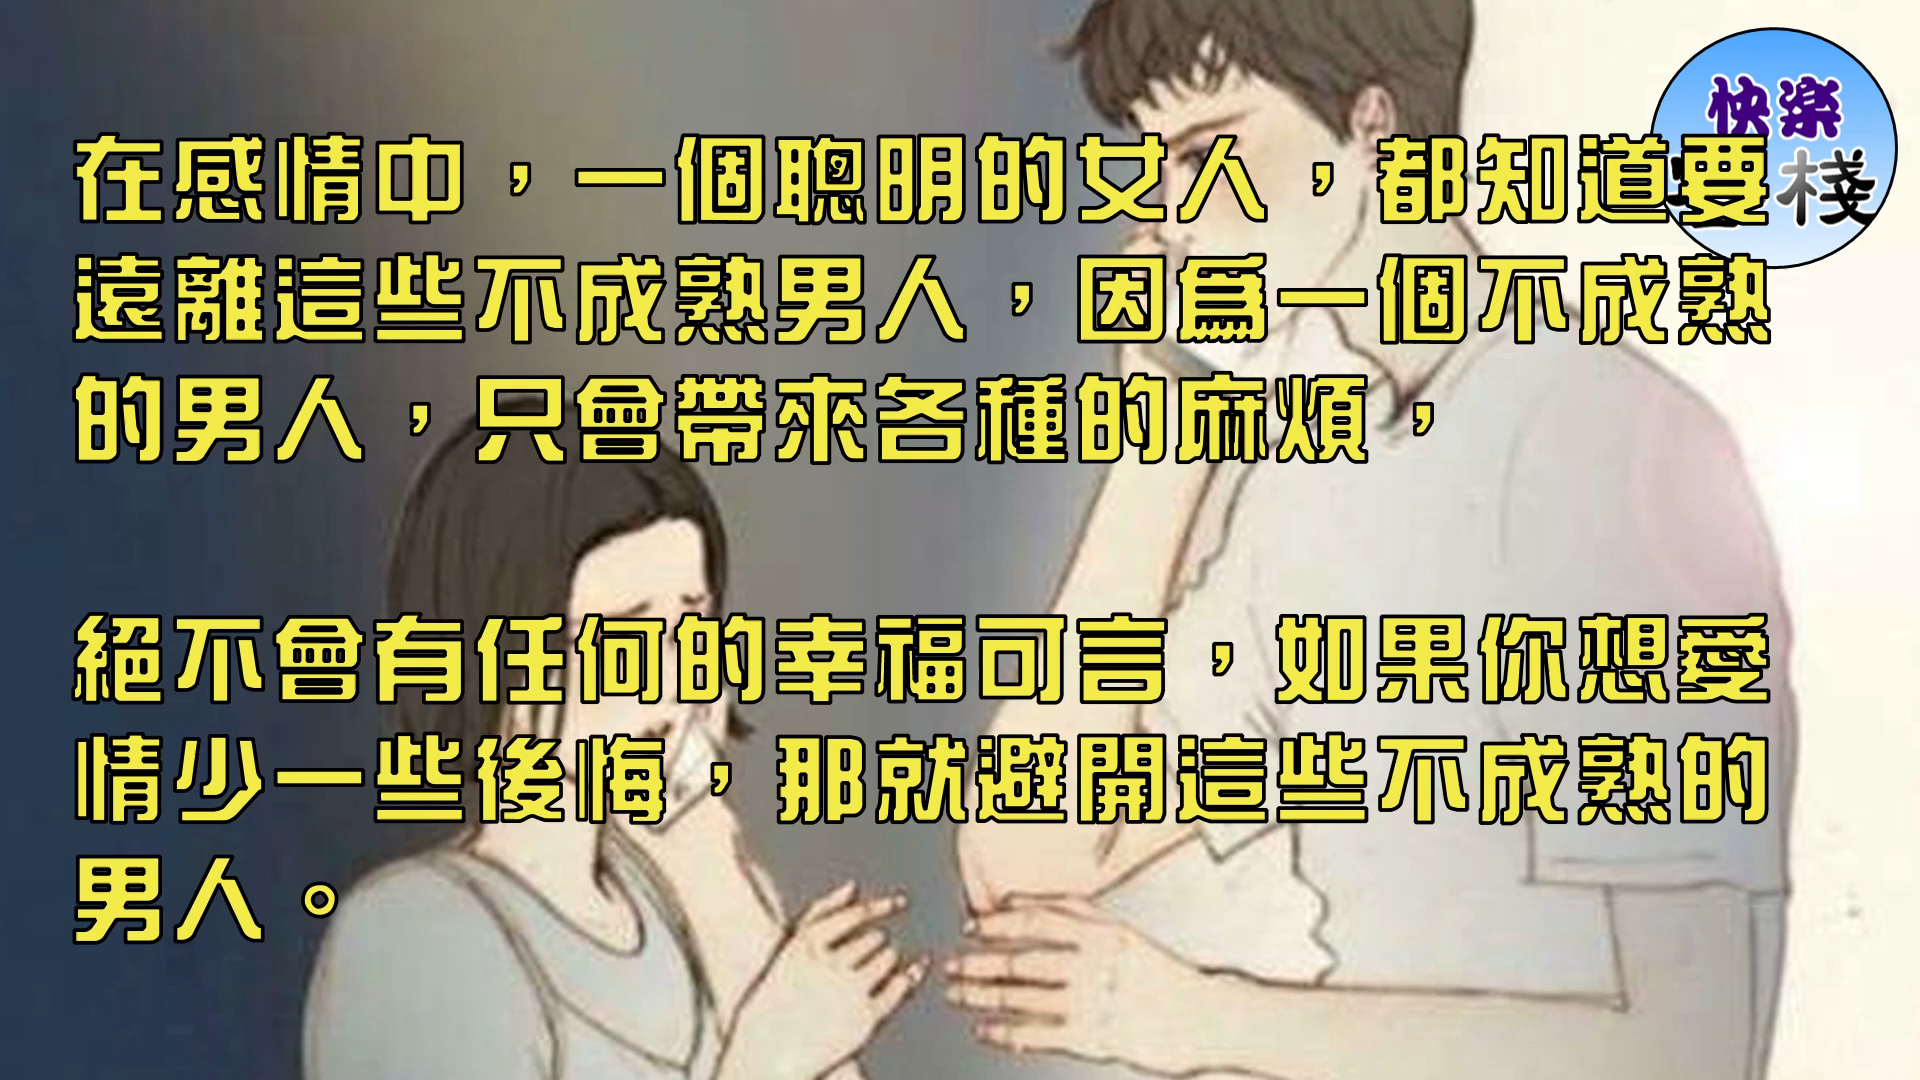 快樂
棧
在感情中，一個聰明的女人，都知道要
遠離這些不成熟男人，因為一個不成熟
的男人，只會帶來各種的麻煩，
絕不會有任何的幸福可言，如果你想愛
情少一些後悔，那就避開這些不成熟的
男人。